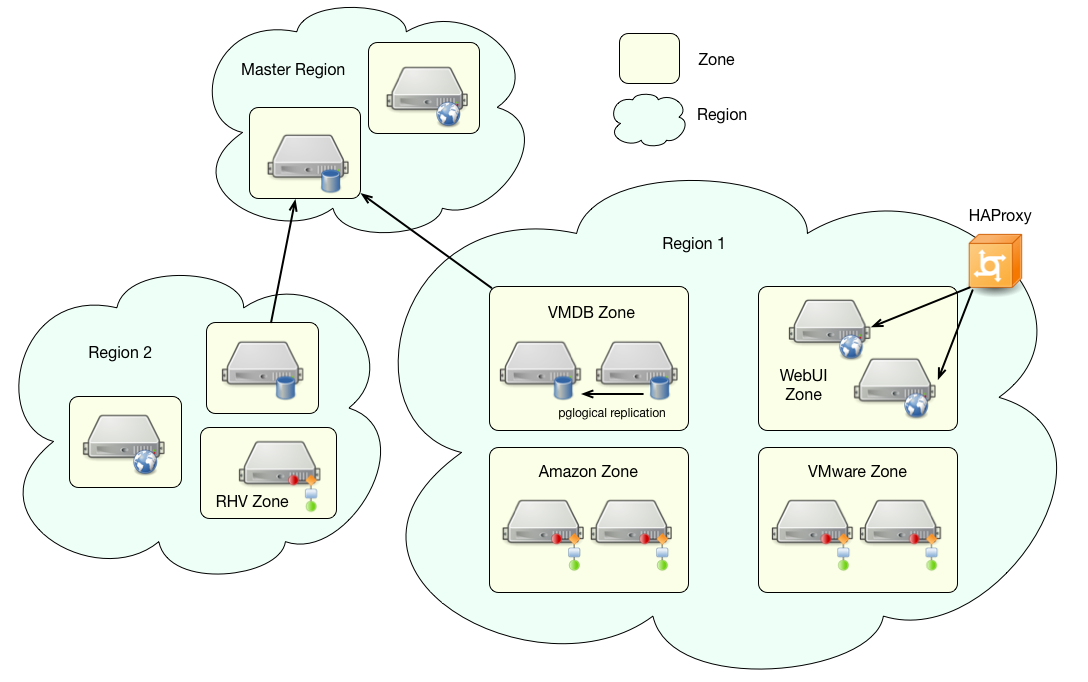 Master Region
Zone
Region
HAProxy
Region 1
VMDB Zone
pglogical replication
WebUI
Zone
Region 2
RHV Zone
Amazon Zone
VMware Zone